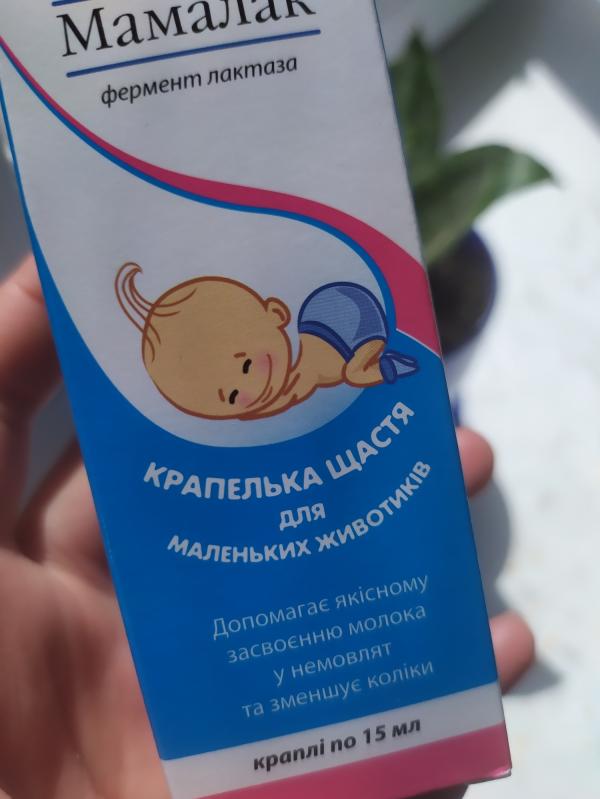 Мамалак
фермент лактаза
КРАПЕЛЬКА ЩАСТЯ
ДЛЯ
МАЛЕНЬКИХ ЖИВОТИКІВ
Допомагає якісному
засвоєнню молока
у немовлят
та зменшує коліки
краплі по 15 мл